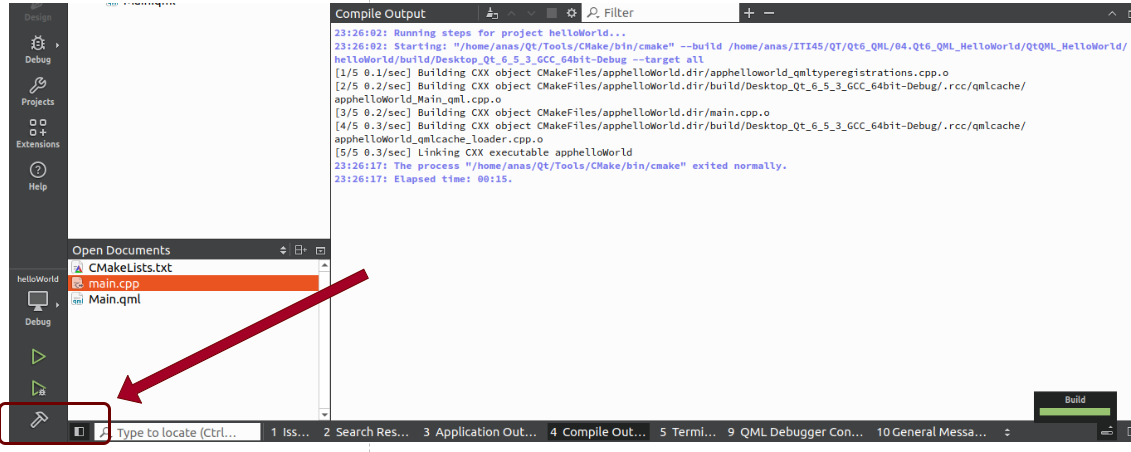 Design
Debug
Projects
Extensions
Help
helloWorld
Debug
Open Documents
CMakeLists.txt
main.cpp
Main.qml
Compile Output
Filter
23:26:02: Running steps for project helloWorld...
23:26:02: Starting: "/home/anas/Qt/Tools/CMake/bin/cmake" --build /home/anas/ITI45/QT/Qt6_QML/04.Qt6_QML_HelloWorld/QtQML_HelloWorld/
helloWorld/build/Desktop_Qt_6_5_3_GCC_64bit-Debug --target all
[1/5 0.1/sec] Building CXX object CMakeFiles/apphelloWorld.dir/apphelloworld_qmltyperegistrations.cpp.o
[2/5 0.2/sec] Building CXX object CMakeFiles/apphelloWorld.dir/build/Desktop_Qt_6_5_3_GCC_64bit-Debug/.rcc/qmlcache/
apphelloWorld_Main_qml.cpp.o
[3/5 0.2/sec] Building CXX object CMakeFiles/apphelloWorld.dir/main.cpp.o
[4/5 0.3/sec] Building CXX object CMakeFiles/apphelloWorld.dir/build/Desktop_Qt_6_5_3_GCC_64bit-Debug/.rcc/qmlcache/
apphelloWorld_qmlcache_loader.cpp.o
[5/5 0.3/sec] Linking CXX executable apphelloWorld
23:26:17: The process "/home/anas/Qt/Tools/CMake/bin/cmake" exited normally.
23:26:17: Elapsed time: 00:15.
Build
Type to locate (Ctrl...
1 Iss... 2 Search Res... 3 Application Out... 4 Compile Out... 5 Termi... 9 QML Debugger Con... 10 General Messa...